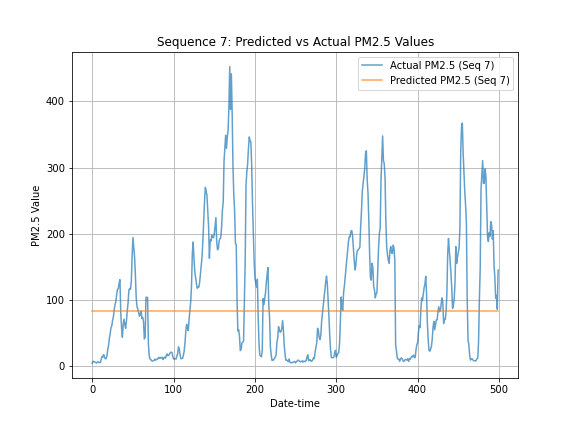 Sequence 7: Predicted vs Actual PM2.5 Values
Actual PM2.5 (Seq 7)
Predicted PM2.5 (Seq 7)
PM2.5 Value
400
300
200
100
0
0
100
200
300
400
500
Date-time